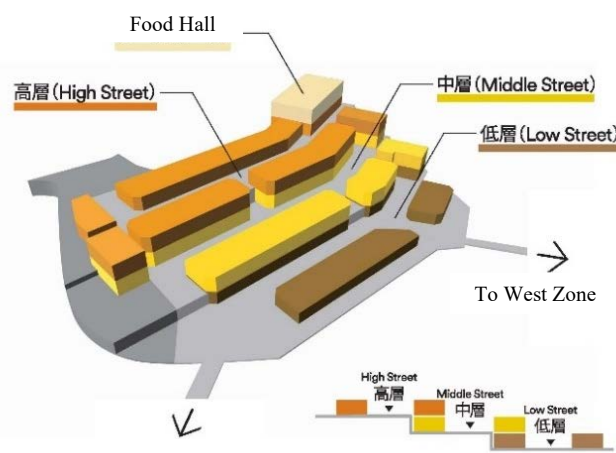 Food Hall
高層(High Street)
中層(Middle Street)
低層(Low Street)
To West Zone
High Street
高層
Middle Street
中層
Low Street
低層